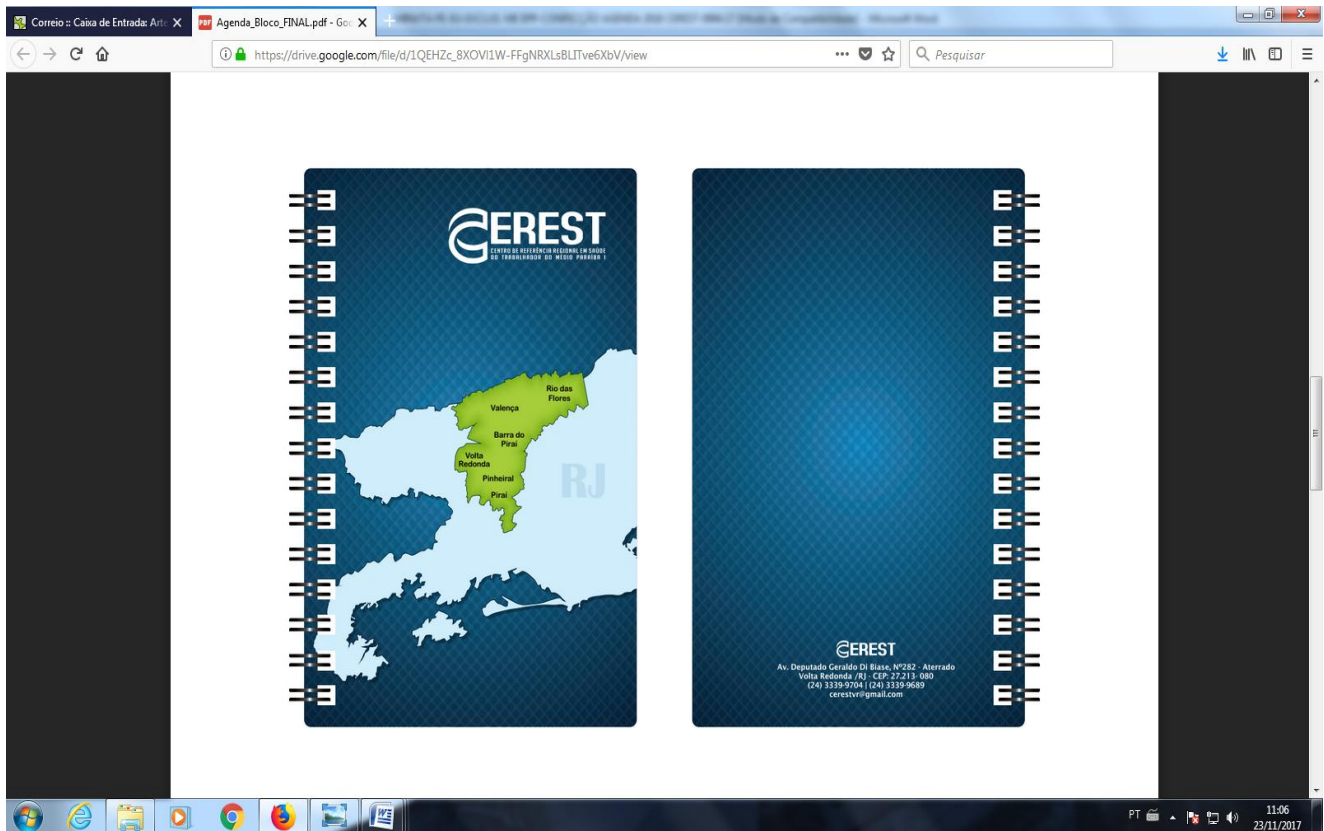 Correio :: Caixa de Entrada: Arte
Agenda_Bloco_FINAL.pdf - Goo
https://drive.google.com/file/d/1QEHZc_8XOVl1W-FFgNRXLsBLITve6XbV/view
Pesquisar
CEREST
CENTRO DE REFERÊNCIA REGIONAL EM SAÚDE
DO TRABALHADOR DO MÉDIO PARAÍBA I
Rio das
Flores
Valença
Barra do
Piraí
Volta
Redonda
Pinheiral
Piraí
RJ
CEREST
Av. Deputado Geraldo Di Biase, Nº282 - Aterrado
Volta Redonda /RJ - CEP: 27.213- 080
(24) 3339-9704 | (24) 3339-9689
cerestvr@gmail.com
PT
11:06
23/11/2017